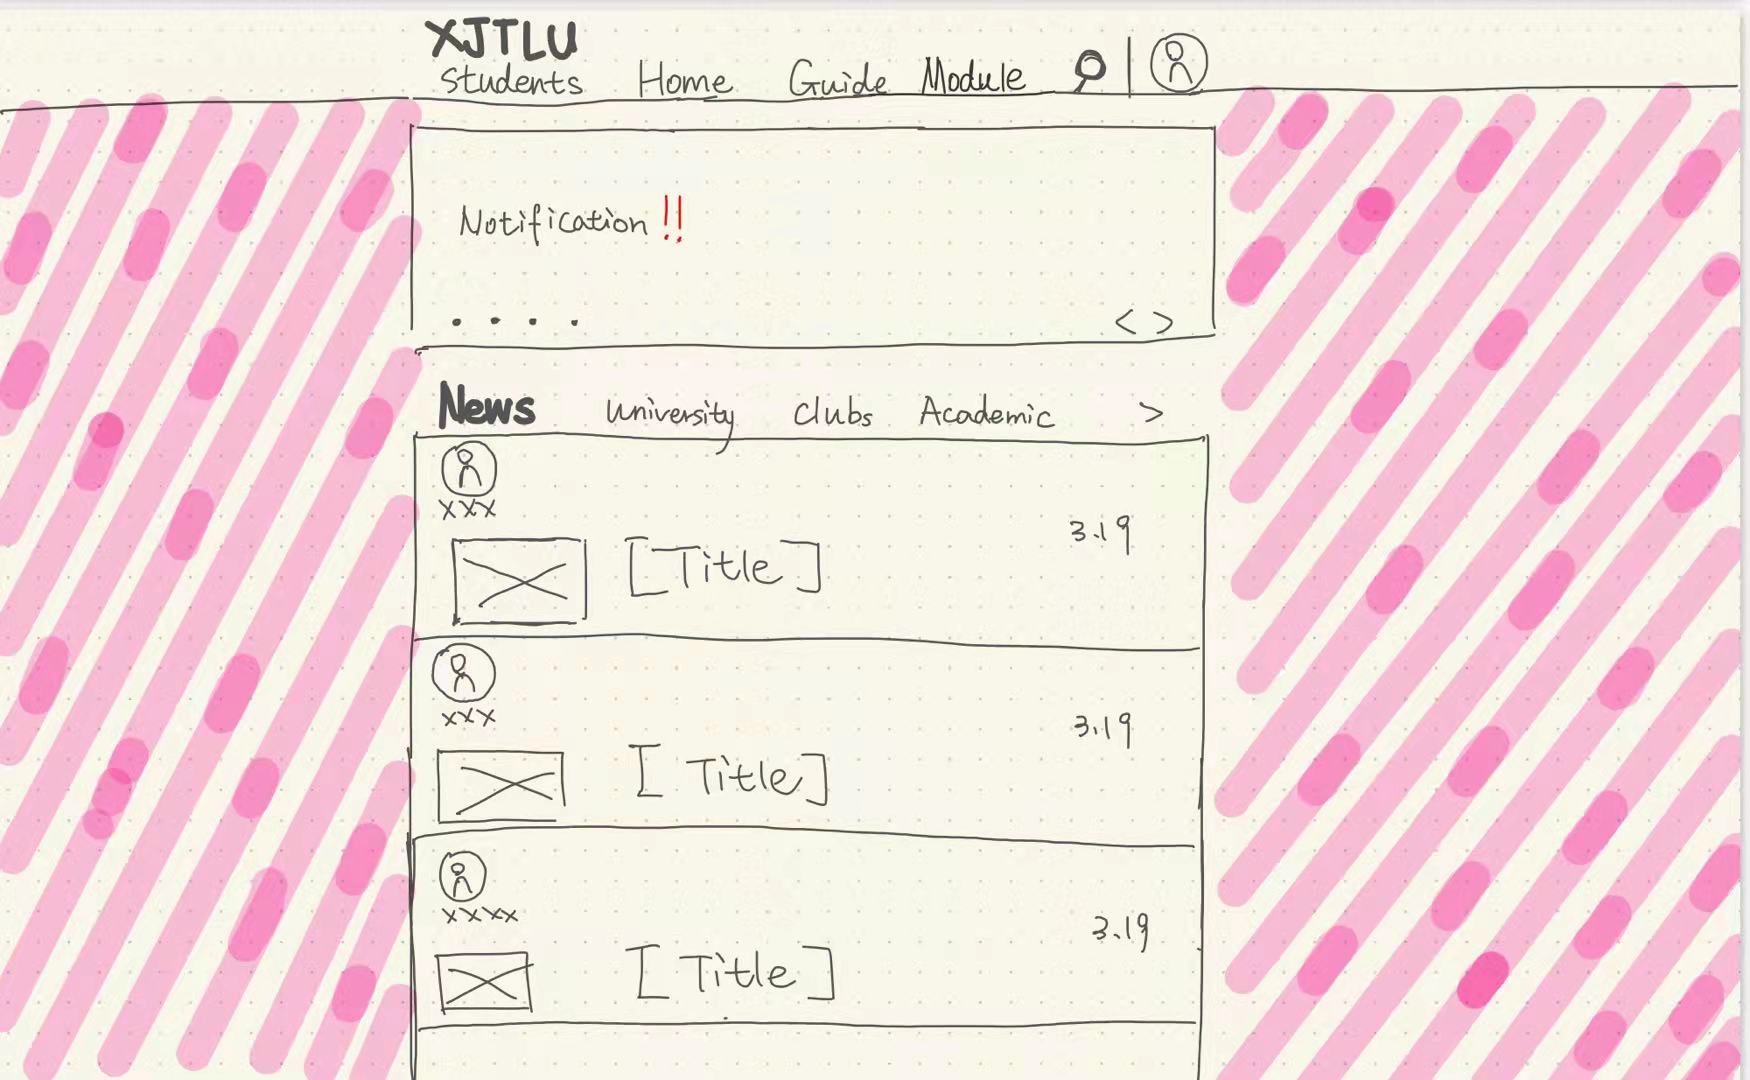 XJTLU
Students Home Guide Module
Notification !!
< >
News University Clubs Academic >
xxx
3.19
[Title]
xxx
3.19
[Title]
xxxx
3.19
[Title]